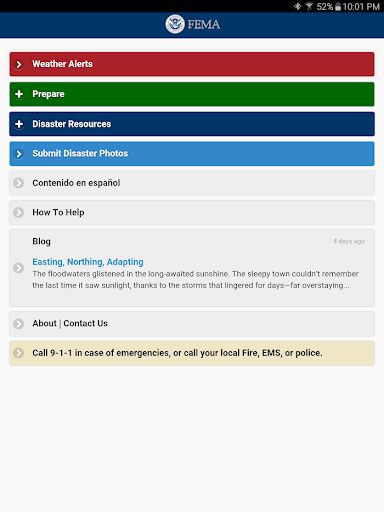 52% 10:01 PM
FEMA
Weather Alerts
Prepare
Disaster Resources
Submit Disaster Photos
Contenido en español
How To Help
Blog 4 days ago
Easting, Northing, Adapting
The floodwaters glistened in the long-awaited sunshine. The sleepy town couldn't remember
the last time it saw sunlight, thanks to the storms that lingered for days—far overstaying...
About | Contact Us
Call 9-1-1 in case of emergencies, or call your local Fire, EMS, or police.